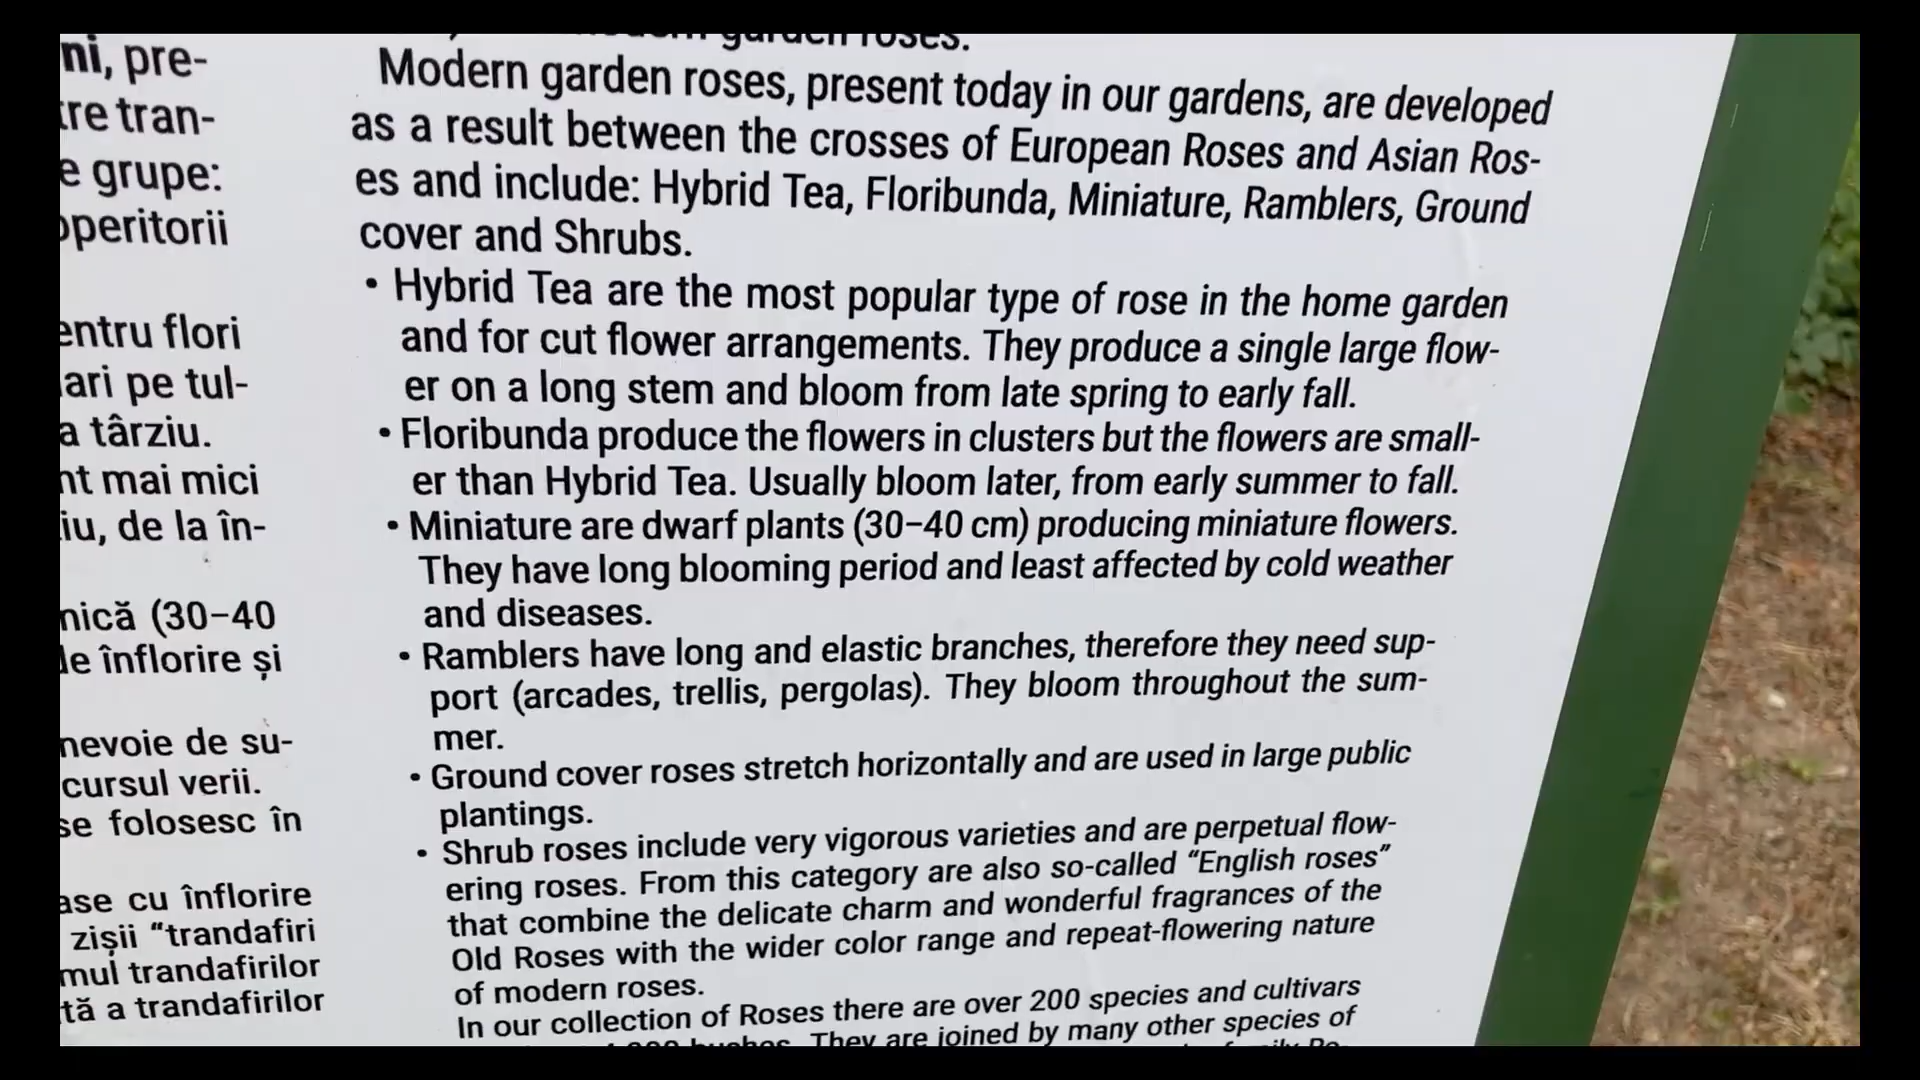 ni, pre-
tre tran-
e grupe:
operitorii
entru flori
ari pe tul-
a târziu.
nt mai mici
iu, de la în-
nică (30–40
de înflorire și
nevoie de su-
cursul verii.
se folosesc în
ase cu înflorire
zișii “trandafiri
mul trandafirilor
tă a trandafirilor
garden roses.
Modern garden roses, present today in our gardens, are developed
as a result between the crosses of European Roses and Asian Ros-
es and include: Hybrid Tea, Floribunda, Miniature, Ramblers, Ground
cover and Shrubs.
• Hybrid Tea are the most popular type of rose in the home garden
and for cut flower arrangements. They produce a single large flow-
er on a long stem and bloom from late spring to early fall.
• Floribunda produce the flowers in clusters but the flowers are small-
er than Hybrid Tea. Usually bloom later, from early summer to fall.
• Miniature are dwarf plants (30–40 cm) producing miniature flowers.
They have long blooming period and least affected by cold weather
and diseases.
• Ramblers have long and elastic branches, therefore they need sup-
port (arcades, trellis, pergolas). They bloom throughout the sum-
mer.
• Ground cover roses stretch horizontally and are used in large public
plantings.
• Shrub roses include very vigorous varieties and are perpetual flow-
ering roses. From this category are also so-called “English roses”
that combine the delicate charm and wonderful fragrances of the
Old Roses with the wider color range and repeat-flowering nature
of modern roses.
In our collection of Roses there are over 200 species and cultivars
bushes. They are joined by many other species of